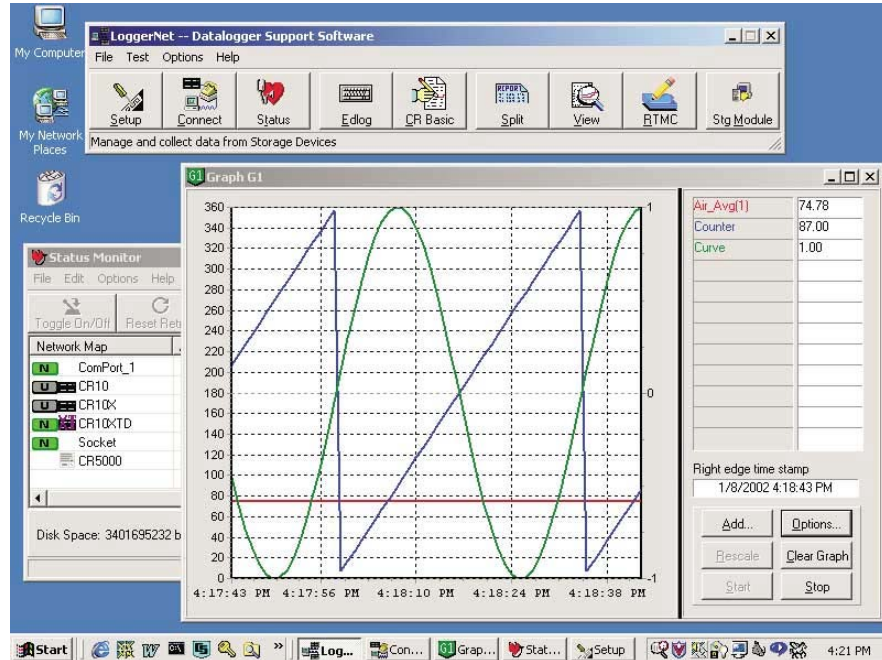 My Computer
My Network Places
Recycle Bin
LoggerNet -- Datalogger Support Software
File Test Options Help
Setup Connect Status Edlog CR Basic Split View RTMC Stg Module
Manage and collect data from Storage Devices
Graph G1
360
340
320
300
280
260
240
220
200
180
160
140
120
100
80
60
40
20
0
1
0
-1
4:17:43 PM 4:17:56 PM 4:18:10 PM 4:18:24 PM 4:18:38 PM
Air_Avg(1) 74.78
Counter 87.00
Curve 1.00
Right edge time stamp
1/8/2002 4:18:43 PM
Add... Options...
Rescale Clear Graph
Start Stop
Status Monitor
File Edit Options Help
Toggle On/Off Reset
Network Map
N ComPort_1
U CR10
U CR10X
N CR10XTD
N Socket
CR5000
Disk Space: 3401695232 b
Start » Log... Con... G1 Grap... Stat... Setup 4:21 PM